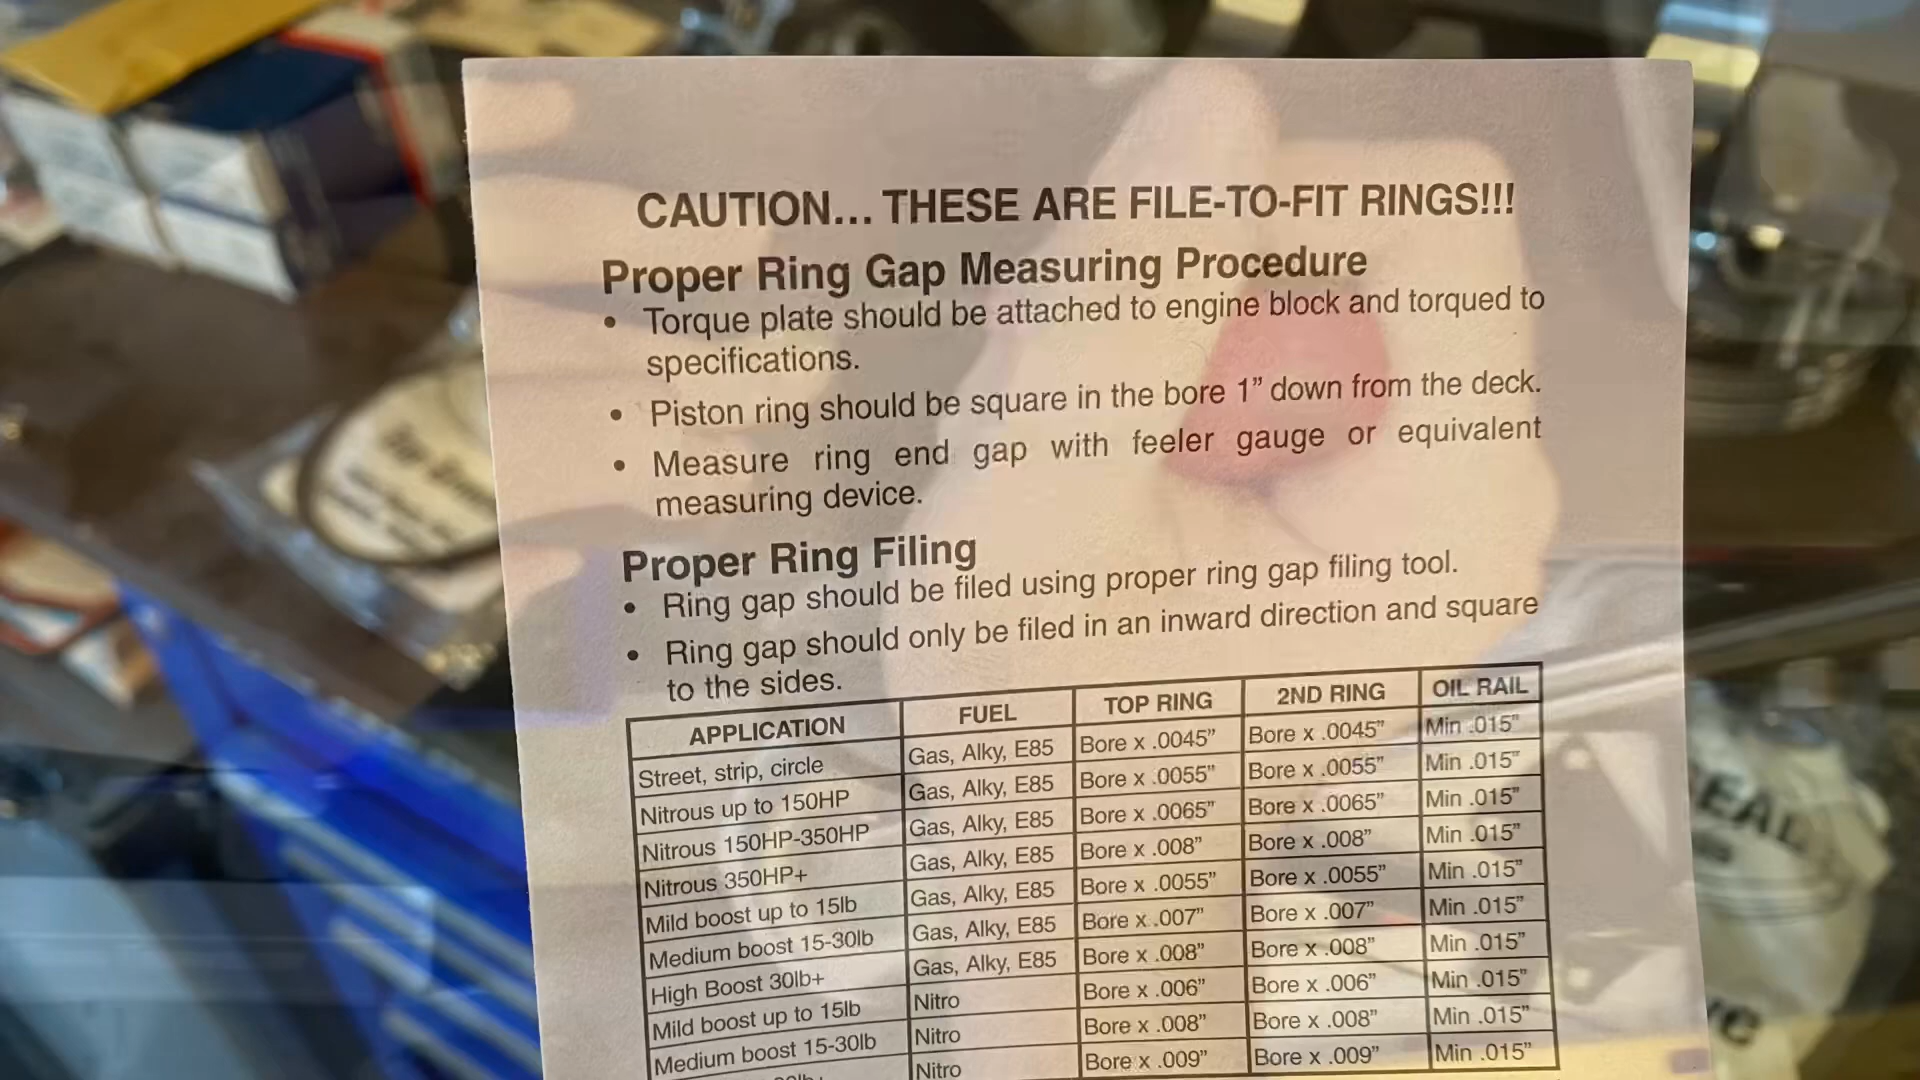 CAUTION... THESE ARE FILE-TO-FIT RINGS!!!
Proper Ring Gap Measuring Procedure
• Torque plate should be attached to engine block and torqued to
specifications.
• Piston ring should be square in the bore 1” down from the deck.
• Measure ring end gap with feeler gauge or equivalent
measuring device.
Proper Ring Filing
• Ring gap should be filed using proper ring gap filing tool.
• Ring gap should only be filed in an inward direction and square
to the sides.
APPLICATION FUEL TOP RING 2ND RING OIL RAIL
Street, strip, circle Gas, Alky, E85 Bore x .0045” Bore x .0045” Min .015”
Nitrous up to 150HP Gas, Alky, E85 Bore x .0055” Bore x .0055” Min .015”
Nitrous 150HP-350HP Gas, Alky, E85 Bore x .0065” Bore x .0065” Min .015”
Nitrous 350HP+ Gas, Alky, E85 Bore x .008” Bore x .008” Min .015”
Mild boost up to 15lb Gas, Alky, E85 Bore x .0055” Bore x .0055” Min .015”
Medium boost 15-30lb Gas, Alky, E85 Bore x .007” Bore x .007” Min .015”
High Boost 30lb+ Gas, Alky, E85 Bore x .008” Bore x .008” Min .015”
Mild boost up to 15lb Nitro Bore x .006” Bore x .006” Min .015”
Medium boost 15-30lb Nitro Bore x .008” Bore x .008” Min .015”
Nitro Bore x .009” Bore x .009” Min .015”